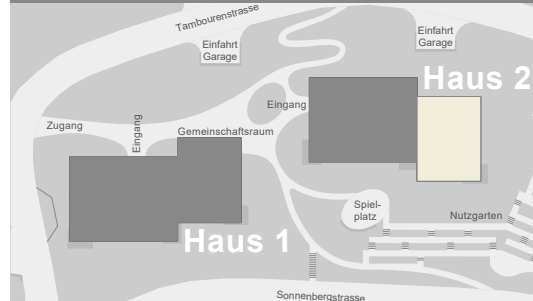 Tambourenstrasse
Einfahrt
Garage
Einfahrt
Garage
Haus 2
Eingang
Zugang
Eingang
Gemeinschaftsraum
Spiel-
platz
Nutzgarten
Haus 1
Sonnenbergstrasse